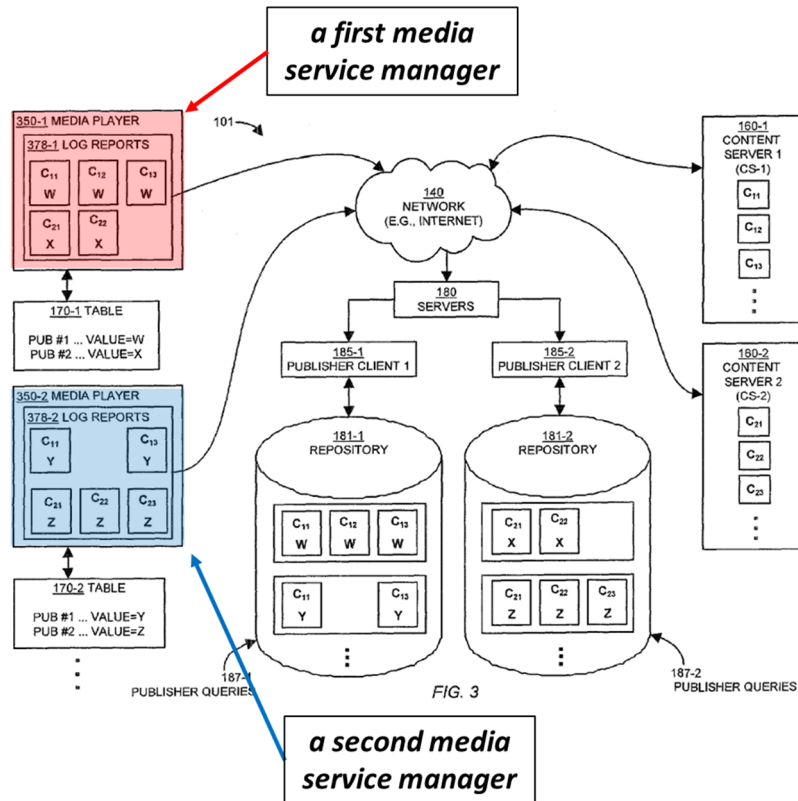 a first media
service manager
350-1 MEDIA PLAYER
378-1 LOG REPORTS
C11 C12 C13
W W W
C21 C22
X X
170-1 TABLE
PUB #1 ... VALUE=W
PUB #2 ... VALUE=X
350-2 MEDIA PLAYER
378-2 LOG REPORTS
C11 C13
Y Y
C21 C22 C23
Z Z Z
170-2 TABLE
PUB #1 ... VALUE=Y
PUB #2 ... VALUE=Z
101
140
NETWORK
(E.G., INTERNET)
180
SERVERS
185-1
PUBLISHER CLIENT 1
185-2
PUBLISHER CLIENT 2
181-1
REPOSITORY
C11 C12 C13
W W W
C11 C13
Y Y
181-2
REPOSITORY
C21 C22
X X
C21 C22 C23
Z Z Z
160-1
CONTENT
SERVER 1
(CS-1)
C11
C12
C13
160-2
CONTENT
SERVER 2
(CS-2)
C21
C22
C23
187-1
PUBLISHER QUERIES
FIG. 3
187-2
PUBLISHER QUERIES
a second media
service manager